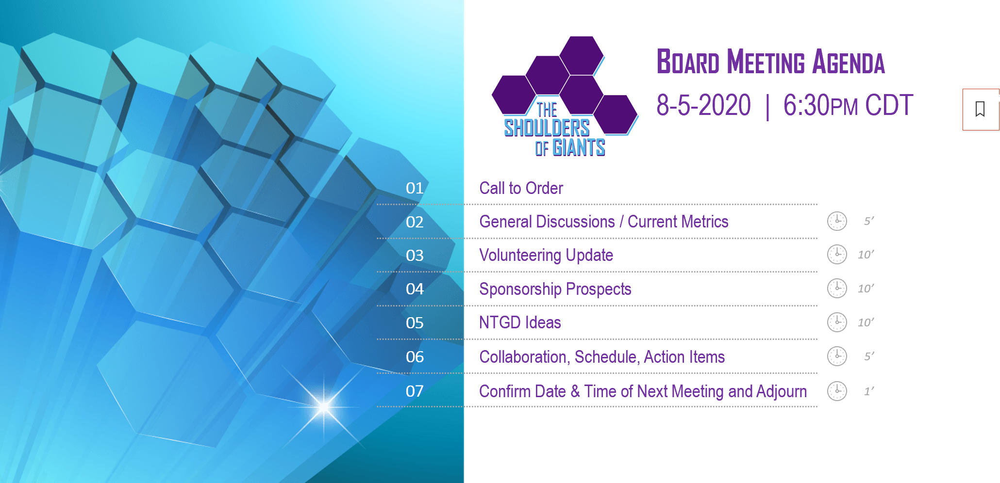 THE
SHOULDERS
OF GIANTS
BOARD MEETING AGENDA
8-5-2020 | 6:30PM CDT
01 Call to Order
02 General Discussions / Current Metrics 5’
03 Volunteering Update 10’
04 Sponsorship Prospects 10’
05 NTGD Ideas 10’
06 Collaboration, Schedule, Action Items 5’
07 Confirm Date & Time of Next Meeting and Adjourn 1’